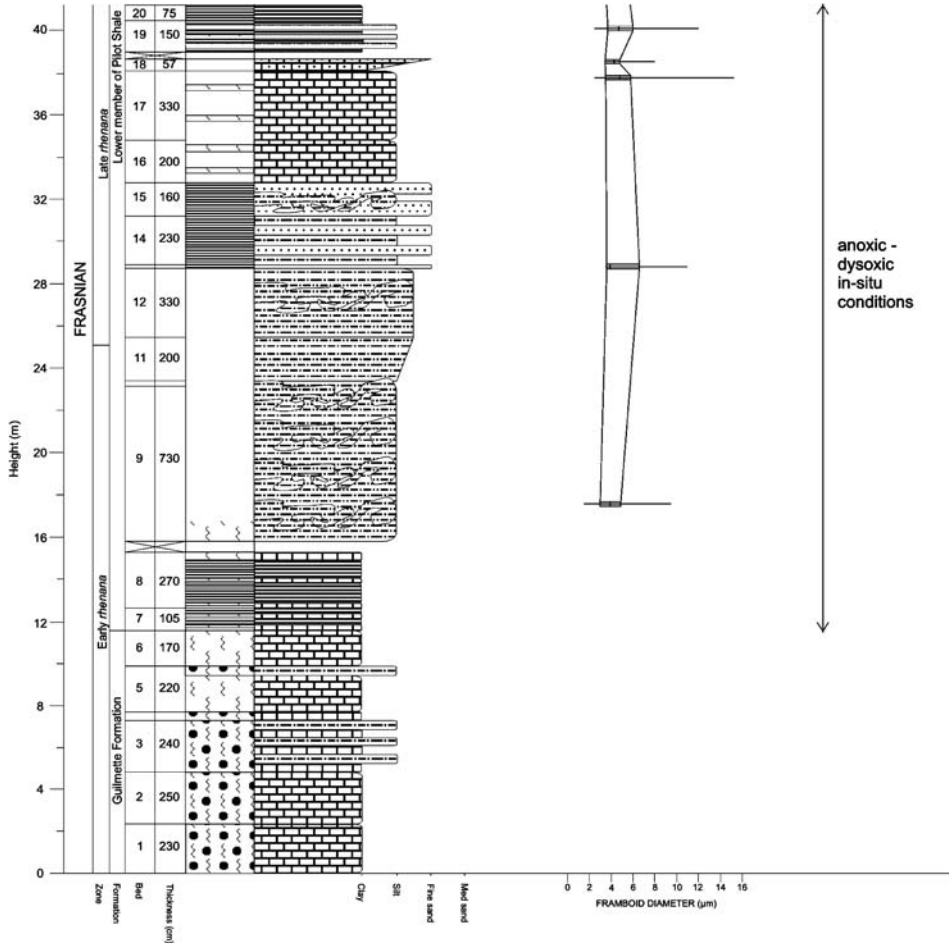 40
36
32
28
24
20
16
12
8
4
0
Height (m)
FRASNIAN
Late rhenana
Early rhenana
Lower member of Pilot Shale
Guilmette Formation
20 75
19 150
18 57
17 330
16 200
15 160
14 230
12 330
11 200
9 730
8 270
7 105
6 170
5 220
3 240
2 250
1 230
Zone
Formation
Bed
Thickness (cm)
Clay
Silt
Fine sand
Med sand
0 2 4 6 8 10 12 14 16
FRAMBOID DIAMETER (µm)
anoxic -
dysoxic
in-situ
conditions